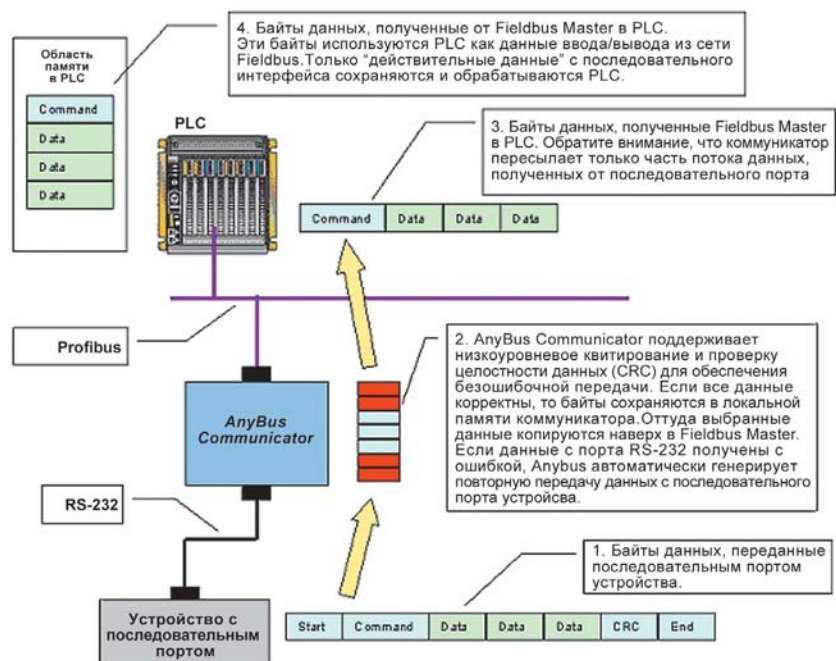 Область
памяти
в PLC
Command
Data
Data
Data
4. Байты данных, полученные от Fieldbus Master в PLC.
Эти байты используются PLC как данные ввода/вывода из сети
Fieldbus.Только “действительные данные” с последовательного
интерфейса сохраняются и обрабатываются PLC.
PLC
3. Байты данных, полученные Fieldbus Master
в PLC. Обратите внимание, что коммуникатор
пересылает только часть потока данных,
полученных от последовательного порта
Command Data Data Data
Profibus
2. AnyBus Communicator поддерживает
низкоуровневое квитирование и проверку
целостности данных (CRC) для обеспечения
безошибочной передачи. Если все данные
корректны, то байты сохраняются в локальной
памяти коммуникатора.Оттуда выбранные
данные копируются наверх в Fieldbus Master.
Если данные с порта RS-232 получены с
ошибкой, Anybus автоматически генерирует
повторную передачу данных с последовательного
порта устройсва.
AnyBus
Communicator
RS-232
1. Байты данных, переданные
последовательным портом
устройства.
Устройство с
последовательным
портом
Start Command Data Data Data CRC End